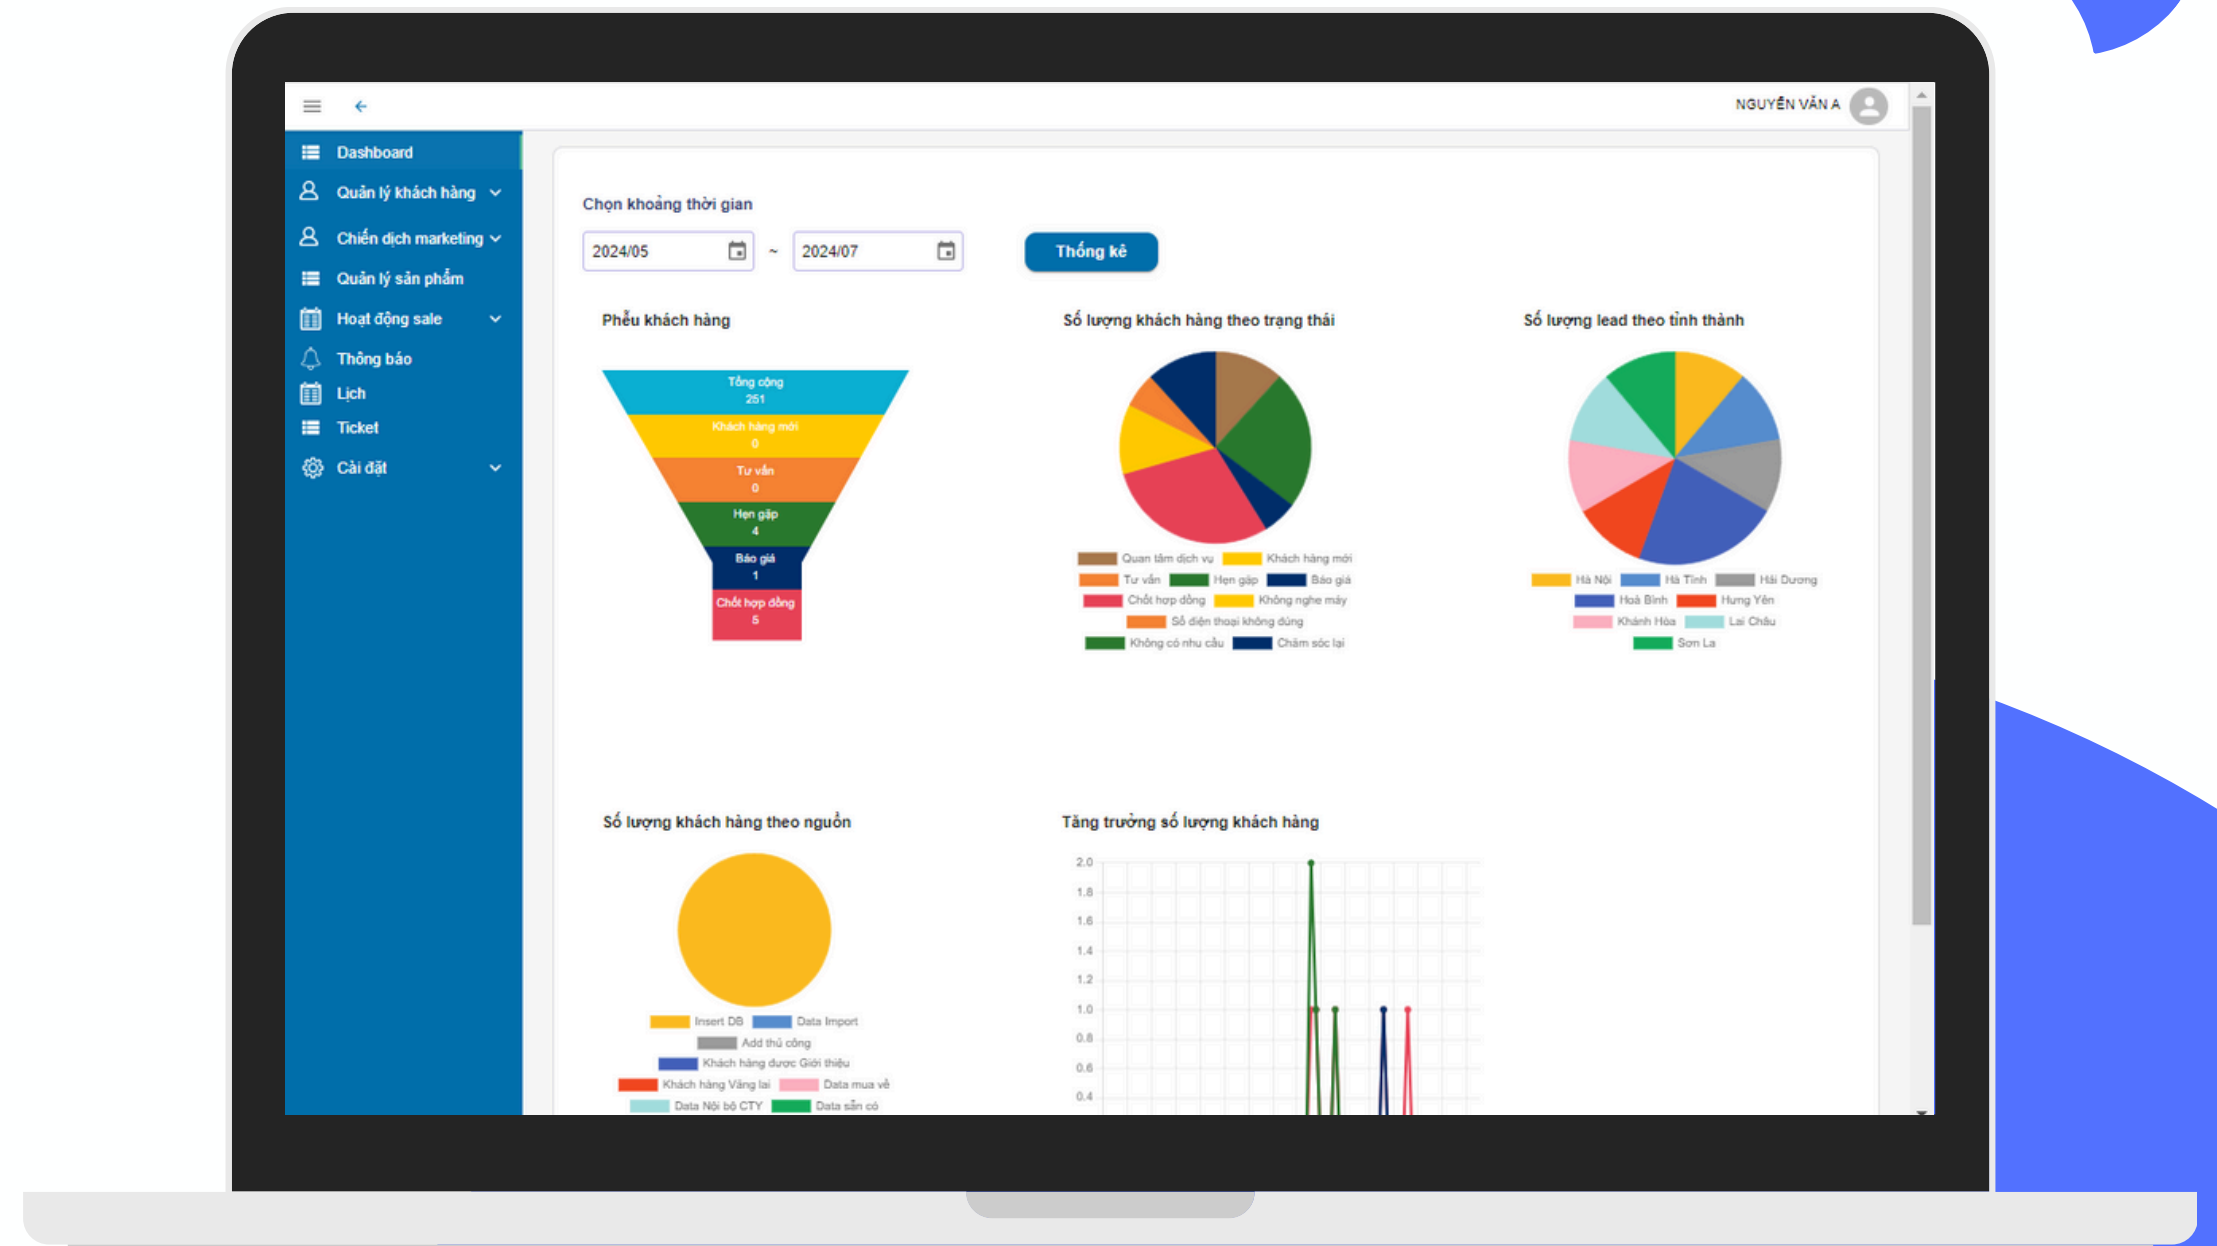 NGUYỄN VĂN A
Dashboard
Quản lý khách hàng
Chiến dịch marketing
Quản lý sản phẩm
Hoạt động sale
Thông báo
Lịch
Ticket
Cài đặt
Chọn khoảng thời gian
2024/05 ~ 2024/07 Thống kê
Phễu khách hàng
Tổng cộng
251
Khách hàng mới
0
Tư vấn
0
Hẹn gặp
4
Báo giá
1
Chốt hợp đồng
5
Số lượng khách hàng theo trạng thái
Quan tâm dịch vụ Khách hàng mới
Tư vấn Hẹn gặp Báo giá
Chốt hợp đồng Không nghe máy
Số điện thoại không đúng
Không có nhu cầu Chăm sóc lại
Số lượng lead theo tỉnh thành
Hà Nội Hà Tĩnh Hải Dương
Hoà Bình Hưng Yên
Khánh Hòa Lai Châu
Sơn La
Số lượng khách hàng theo nguồn
Insert DB Data Import
Add thủ công
Khách hàng được Giới thiệu
Khách hàng Vãng lai Data mua về
Data Nội bộ CTY Data sẵn có
Tăng trưởng số lượng khách hàng
2.0
1.8
1.6
1.4
1.2
1.0
0.8
0.6
0.4